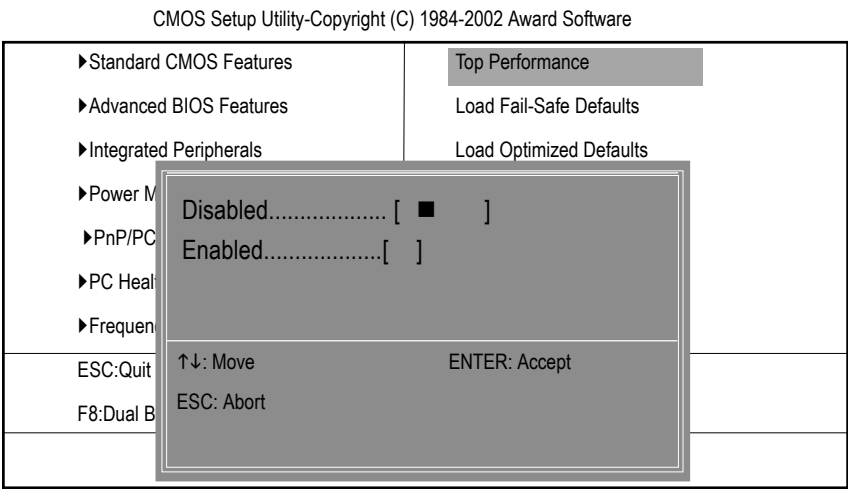 CMOS Setup Utility-Copyright (C) 1984-2002 Award Software
▶Standard CMOS Features
Top Performance
▶Advanced BIOS Features
Load Fail-Safe Defaults
▶Integrated Peripherals
Load Optimized Defaults
▶Power M
▶PnP/PC
▶PC Heal
▶Frequen
ESC:Quit
F8:Dual B
Disabled................... [ ■ ]
Enabled...................[ ]
↑↓: Move
ENTER: Accept
ESC: Abort